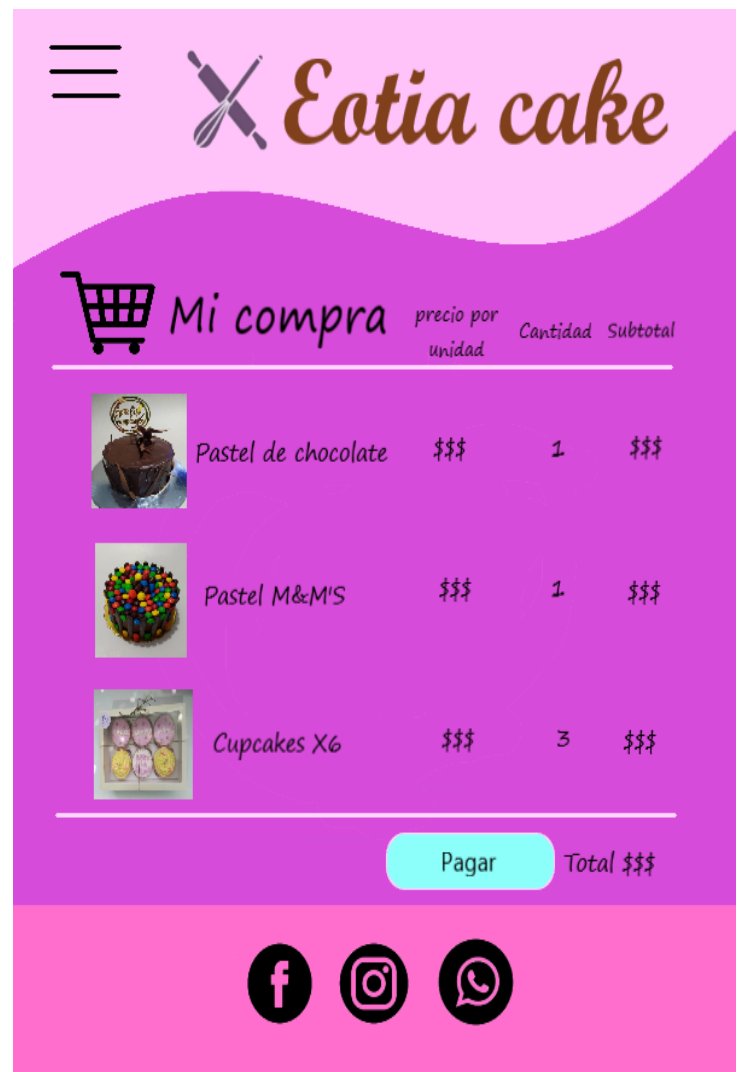 Eotia cake
Mi compra
precio por
unidad
Cantidad
Subtotal
Pastel de chocolate $$$ 1 $$$
Pastel M&M'S $$$ 1 $$$
Cupcakes X6 $$$ 3 $$$
Pagar
Total $$$